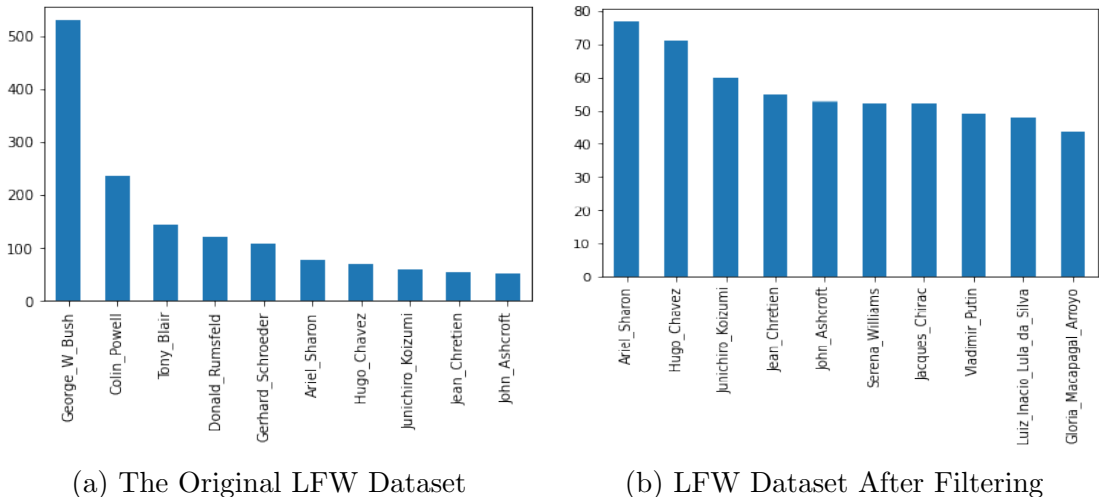 500
400
300
200
100
0
George_W_Bush
Colin_Powell
Tony_Blair
Donald_Rumsfeld
Gerhard_Schroeder
Ariel_Sharon
Hugo_Chavez
Junichiro_Koizumi
Jean_Chretien
John_Ashcroft
(a) The Original LFW Dataset
80
70
60
50
40
30
20
10
0
Ariel_Sharon
Hugo_Chavez
Junichiro_Koizumi
Jean_Chretien
John_Ashcroft
Serena_Williams
Jacques_Chirac
Vladimir_Putin
Luiz_Inacio_Lula_da_Silva
Gloria_Macapagal_Arroyo
(b) LFW Dataset After Filtering